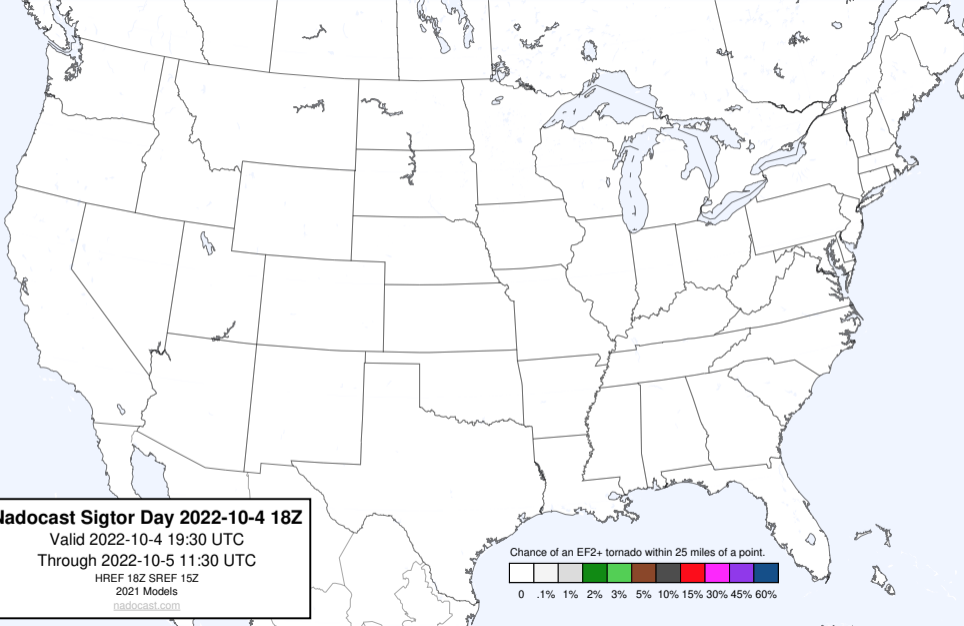 Nadocast Sigtor Day 2022-10-4 18Z
Valid 2022-10-4 19:30 UTC
Through 2022-10-5 11:30 UTC
HREF 18Z SREF 15Z
2021 Models
nadocast.com
Chance of an EF2+ tornado within 25 miles of a point.
0 .1% 1% 2% 3% 5% 10% 15% 30% 45% 60%